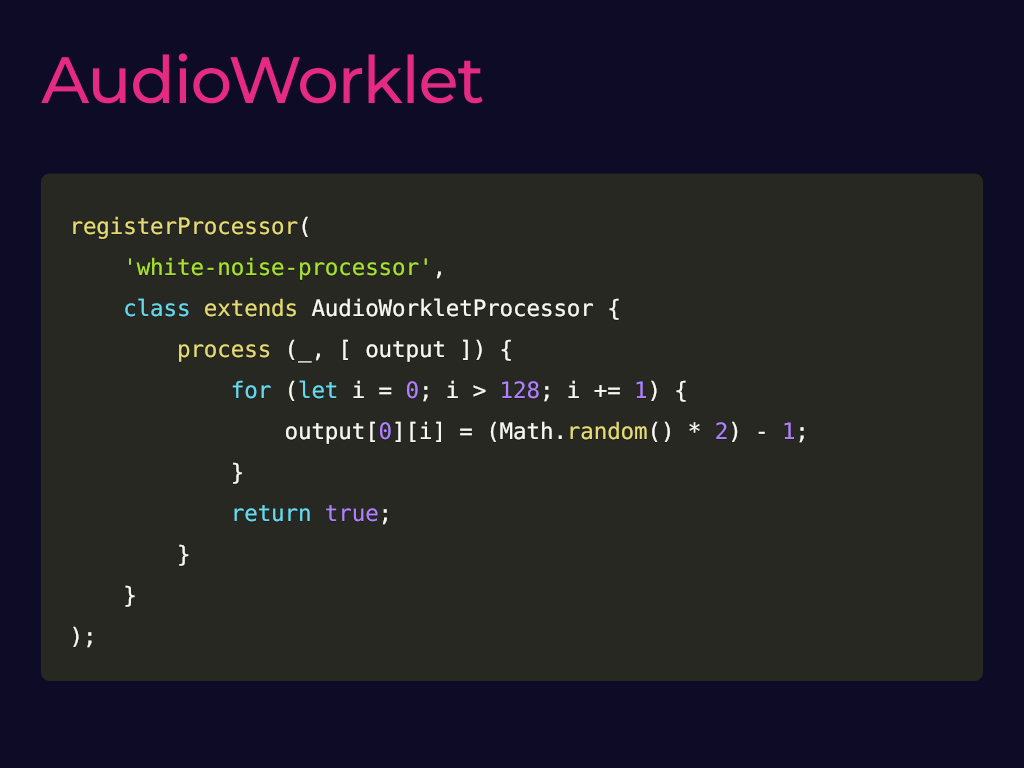 AudioWorklet
registerProcessor(
    'white-noise-processor',
    class extends AudioWorkletProcessor {
        process (_, [ output ]) {
            for (let i = 0; i > 128; i += 1) {
                output[0][i] = (Math.random() * 2) - 1;
            }
            return true;
        }
    }
);